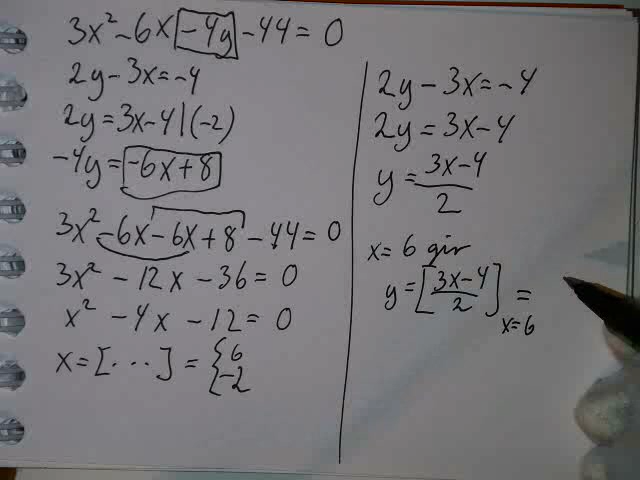 3x² - 6x - 4y - 44 = 0
2y - 3x = -4
2y = 3x - 4 | (-2)
-4y = -6x + 8
3x² - 6x - 6x + 8 - 44 = 0
3x² - 12x - 36 = 0
x² - 4x - 12 = 0
x = [...] = { 6
{ -2
2y - 3x = -4
2y = 3x - 4
y = (3x - 4)/2
x = 6 gir
y = [(3x - 4)/2] x=6 =